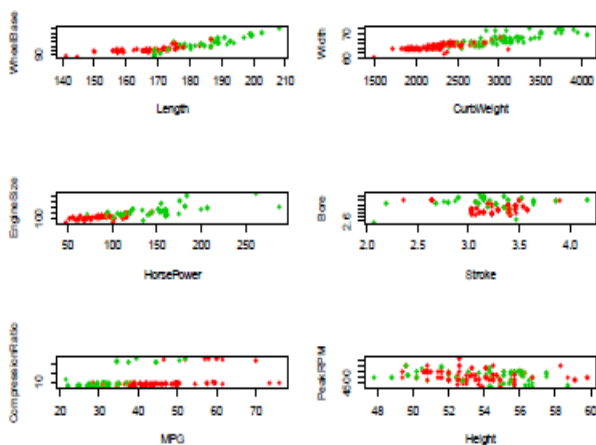 WheelBase
90
140 150 160 170 180 190 200 210
Length
Width
60 70
1500 2000 2500 3000 3500 4000
CurbWeight
EngineSize
100
50 100 150 200 250
HorsePower
Bore
2.6
2.0 2.5 3.0 3.5 4.0
Stroke
CompressionRatio
10
20 30 40 50 60 70
MPG
PeakRPM
4500
48 50 52 54 56 58 60
Height